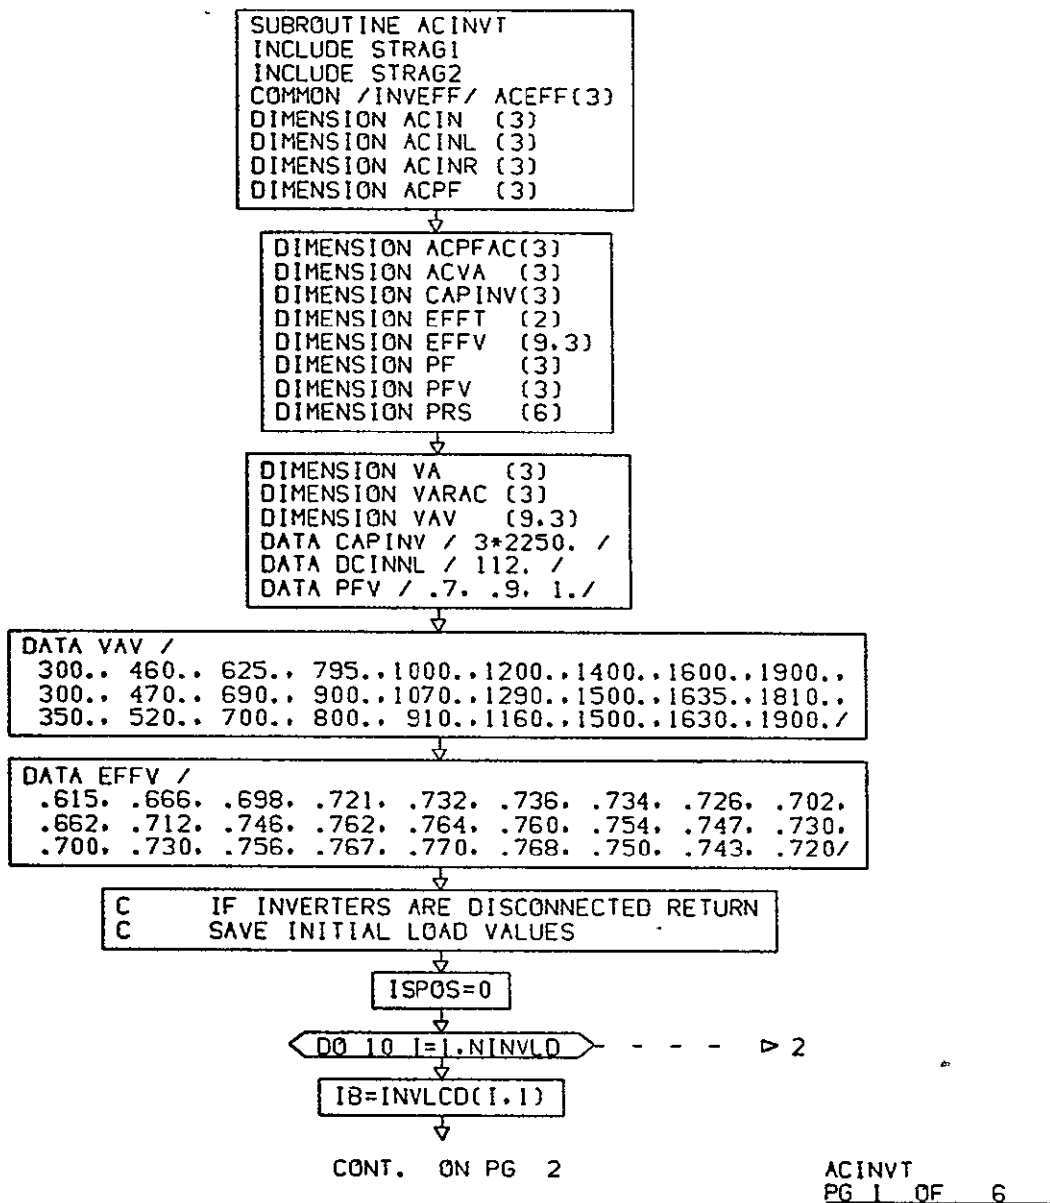 SUBROUTINE ACINVT
INCLUDE STRAG1
INCLUDE STRAG2
COMMON /INVEFF/ ACEFF(3)
DIMENSION ACIN (3)
DIMENSION ACINL (3)
DIMENSION ACINR (3)
DIMENSION ACPF (3)
DIMENSION ACPFAC(3)
DIMENSION ACVA (3)
DIMENSION CAPINV(3)
DIMENSION EFFT (2)
DIMENSION EFFV (9,3)
DIMENSION PF (3)
DIMENSION PFV (3)
DIMENSION PRS (6)
DIMENSION VA (3)
DIMENSION VARAC (3)
DIMENSION VAV (9,3)
DATA CAPINV / 3*2250. /
DATA DCINNL / 112. /
DATA PFV / .7, .9, 1./
DATA VAV /
300., 460., 625., 795.,1000.,1200.,1400.,1600.,1900.,
300., 470., 690., 900.,1070.,1290.,1500.,1635.,1810.,
350., 520., 700., 800., 910.,1160.,1500.,1630.,1900./
DATA EFFV /
.615, .666, .698, .721, .732, .736, .734, .726, .702,
.662, .712, .746, .762, .764, .760, .754, .747, .730,
.700, .730, .756, .767, .770, .768, .750, .743, .720/
C IF INVERTERS ARE DISCONNECTED RETURN
C SAVE INITIAL LOAD VALUES
ISPOS=0
DO 10 I=1,NINVLD
2
IB=INVLCD(I,1)
CONT. ON PG 2
ACINVT
PG 1 OF 6